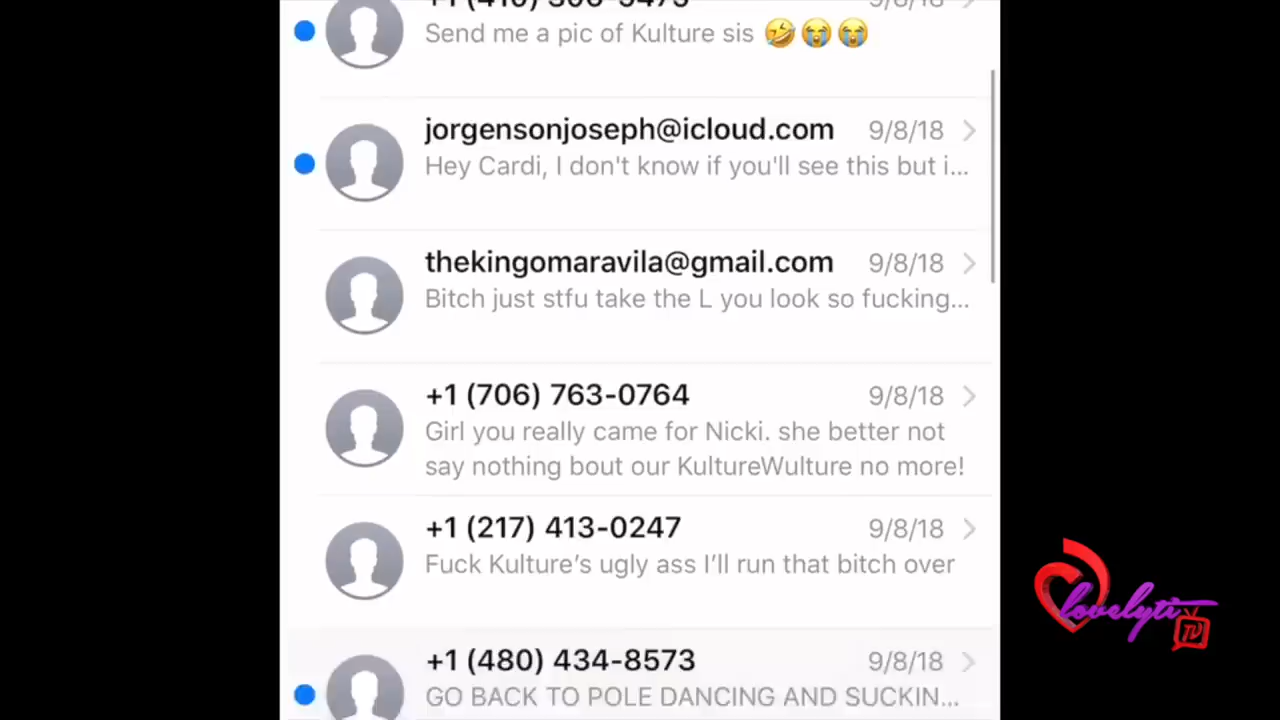 9/8/18
Send me a pic of Kulture sis 🤣😭😭
jorgensonjoseph@icloud.com 9/8/18
Hey Cardi, I don't know if you'll see this but i...
thekingomaravila@gmail.com 9/8/18
Bitch just stfu take the L you look so fucking...
+1 (706) 763-0764 9/8/18
Girl you really came for Nicki. she better not
say nothing bout our KultureWulture no more!
+1 (217) 413-0247 9/8/18
Fuck Kulture’s ugly ass I’ll run that bitch over
+1 (480) 434-8573 9/8/18
GO BACK TO POLE DANCING AND SUCKIN...
lovelyti
TV